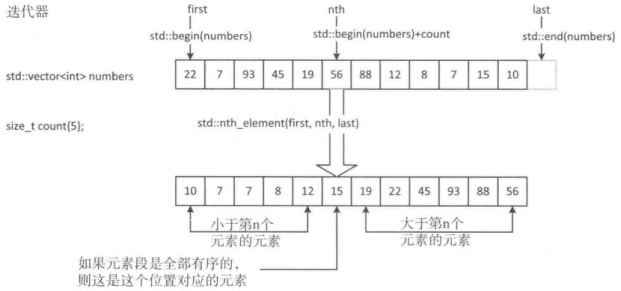 迭代器
first
nth
last
std::begin(numbers)
std::begin(numbers)+count
std::end(numbers)
std::vector<int> numbers
22 7 93 45 19 56 88 12 8 7 15 10
size_t count{5};
std::nth_element(first, nth, last)
10 7 7 8 12 15 19 22 45 93 88 56
小于第n个
元素的元素
大于第n个
元素的元素
如果元素段是全部有序的，
则这是这个位置对应的元素